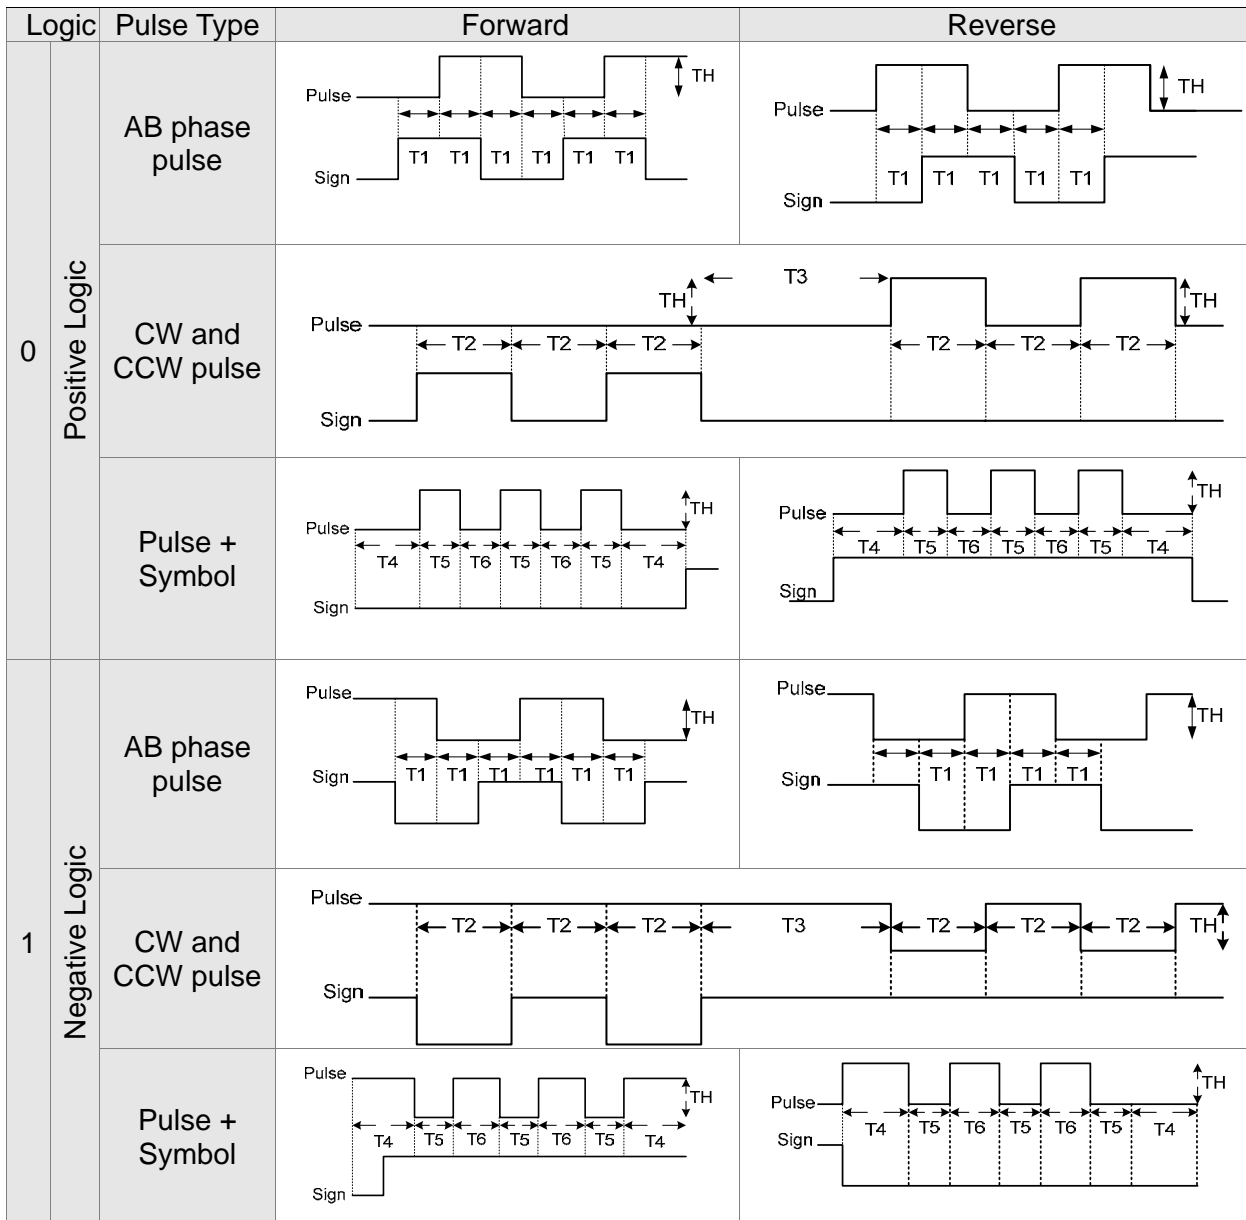 Logic Pulse Type Forward Reverse
0 Positive Logic
AB phase
pulse
Pulse TH
T1 T1 T1 T1 T1 T1
Sign
Pulse TH
T1 T1 T1 T1 T1
Sign
CW and
CCW pulse
T3
TH TH
Pulse
T2 T2 T2 T2 T2 T2
Sign
Pulse +
Symbol
Pulse TH
T4 T5 T6 T5 T6 T5 T4
Sign
Pulse TH
T4 T5 T6 T5 T6 T5 T4
Sign
1 Negative Logic
AB phase
pulse
Pulse TH
Sign T1 T1 T1 T1 T1 T1
Pulse TH
Sign T1 T1 T1 T1
CW and
CCW pulse
Pulse
T2 T2 T2 T3 T2 T2 T2 TH
Sign
Pulse +
Symbol
Pulse TH
T4 T5 T6 T5 T6 T5 T4
Sign
Pulse TH
T4 T5 T6 T5 T6 T5 T4
Sign